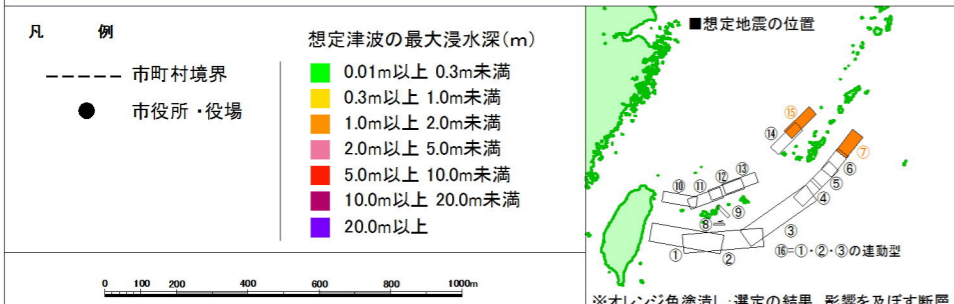 凡 例
市町村境界
市役所・役場
想定津波の最大浸水深(m)
0.01m以上 0.3m未満
0.3m以上 1.0m未満
1.0m以上 2.0m未満
2.0m以上 5.0m未満
5.0m以上 10.0m未満
10.0m以上 20.0m未満
20.0m以上
0 100 200 400 600 800 1000m
■想定地震の位置
⑮
⑭
⑦
⑥
⑬
⑫
⑪
⑩
⑤
④
⑨
⑧
③
①
②
⑯=①・②・③の連動型
※オレンジ色塗潰し:選定の結果、影響を及ぼす断層